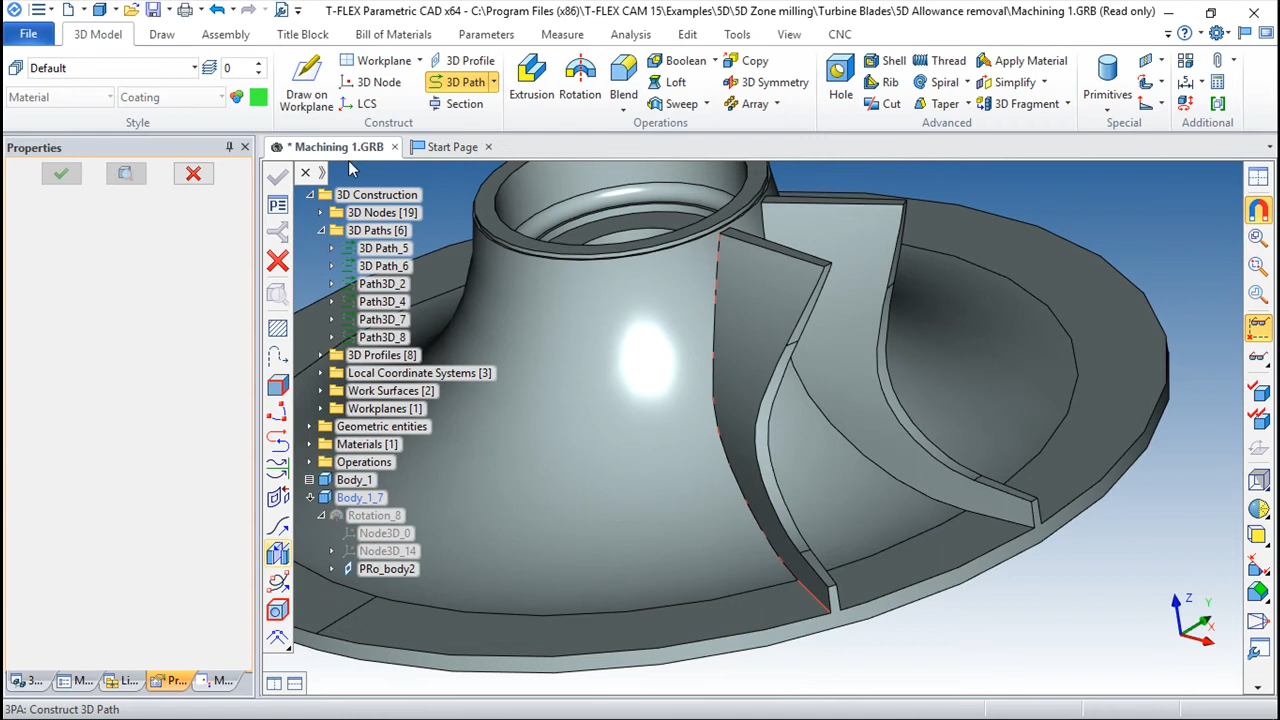 T-FLEX Parametric CAD x64 - C:\Program Files (x86)\T-FLEX CAM 15\Examples\5D\5D Zone milling\Turbine Blades\5D Allowance removal\Machining 1.GRB (Read only)
File
3D Model
Draw
Assembly
Title Block
Bill of Materials
Parameters
Measure
Analysis
Edit
Tools
View
CNC
Default
0
Material
Coating
Style
Draw on Workplane
Workplane
3D Node
LCS
3D Profile
3D Path
Section
Construct
Extrusion
Rotation
Blend
Boolean
Loft
Sweep
Copy
3D Symmetry
Array
Operations
Hole
Shell
Rib
Cut
Thread
Spiral
Taper
Apply Material
Simplify
3D Fragment
Advanced
Primitives
Special
Additional
Properties
* Machining 1.GRB
Start Page
3D Construction
3D Nodes [19]
3D Paths [6]
3D Path_5
3D Path_6
Path3D_2
Path3D_4
Path3D_7
Path3D_8
3D Profiles [8]
Local Coordinate Systems [3]
Work Surfaces [2]
Workplanes [1]
Geometric entities
Materials [1]
Operations
Body_1
Body_1_7
Rotation_8
Node3D_0
Node3D_14
PRo_body2
Z
Y
X
3...
M...
Li...
Pr...
M...
3PA: Construct 3D Path